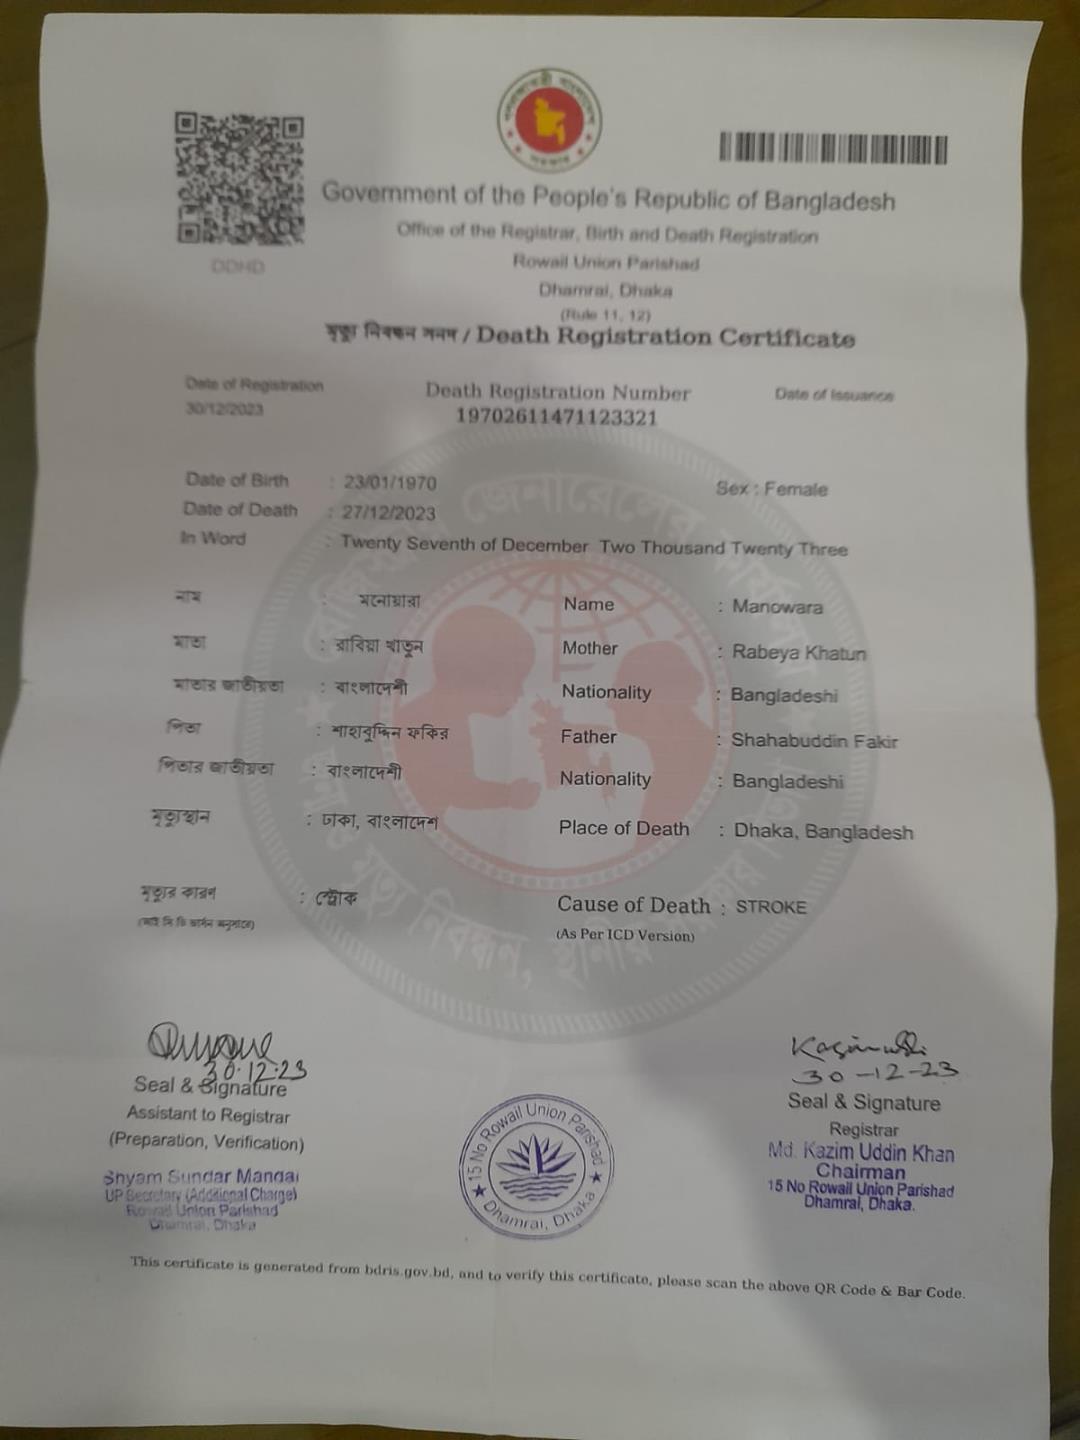 DDHD
Government of the People's Republic of Bangladesh
Office of the Registrar, Birth and Death Registration
Rowail Union Parishad
Dhamrai, Dhaka
(Rule 11, 12)
মৃত্যু নিবন্ধন সনদ / Death Registration Certificate
Date of Registration
30/12/2023
Death Registration Number
19702611471123321
Date of Issuance
Date of Birth : 23/01/1970
Sex : Female
Date of Death : 27/12/2023
In Word : Twenty Seventh of December Two Thousand Twenty Three
নাম : মনোয়ারা Name : Manowara
মাতা : রাবিয়া খাতুন Mother : Rabeya Khatun
মাতার জাতীয়তা : বাংলাদেশী Nationality : Bangladeshi
পিতা : শাহাবুদ্দিন ফকির Father : Shahabuddin Fakir
পিতার জাতীয়তা : বাংলাদেশী Nationality : Bangladeshi
মৃত্যুস্থান : ঢাকা, বাংলাদেশ Place of Death : Dhaka, Bangladesh
মৃত্যুর কারন : স্ট্রোক Cause of Death : STROKE
(আই সি ডি ভার্সন অনুসারে) (As Per ICD Version)
30.12.23
Seal & Signature
Assistant to Registrar
(Preparation, Verification)
Shyam Sundar Mandal
UP Secretary (Additional Charge)
Rowail Union Parishad
Dhamrai, Dhaka
15 No Rowail Union Parishad
Dhamrai, Dhaka
30-12-23
Seal & Signature
Registrar
Md. Kazim Uddin Khan
Chairman
15 No Rowail Union Parishad
Dhamrai, Dhaka.
This certificate is generated from bdris.gov.bd, and to verify this certificate, please scan the above QR Code & Bar Code.